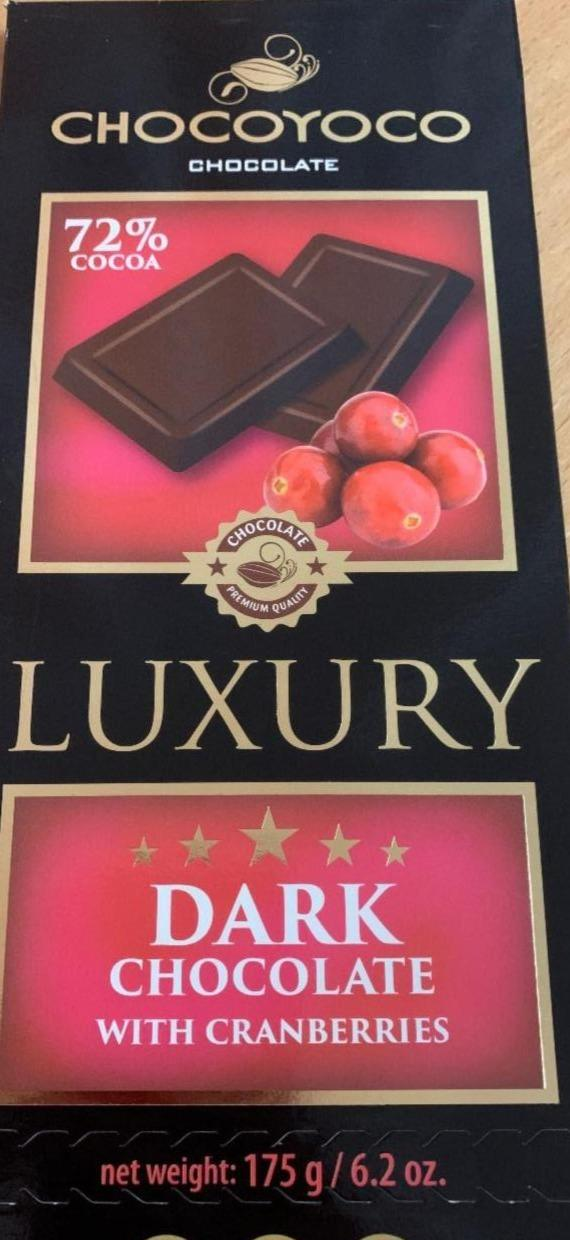 CHOCOYOCO
CHOCOLATE
72%
COCOA
CHOCOLATE
PREMIUM QUALITY
LUXURY
DARK
CHOCOLATE
WITH CRANBERRIES
net weight: 175 g / 6.2 oz.